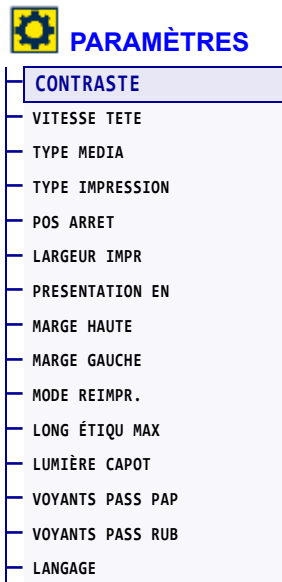 PARAMÈTRES
CONTRASTE
VITESSE TETE
TYPE MEDIA
TYPE IMPRESSION
POS ARRET
LARGEUR IMPR
PRESENTATION EN
MARGE HAUTE
MARGE GAUCHE
MODE REIMPR.
LONG ÉTIQU MAX
LUMIÈRE CAPOT
VOYANTS PASS PAP
VOYANTS PASS RUB
LANGAGE